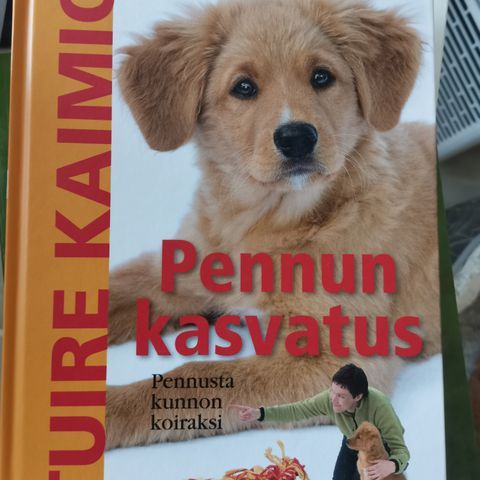 TUIRE KAIMIO
Pennun
kasvatus
Pennusta
kunnon
koiraksi